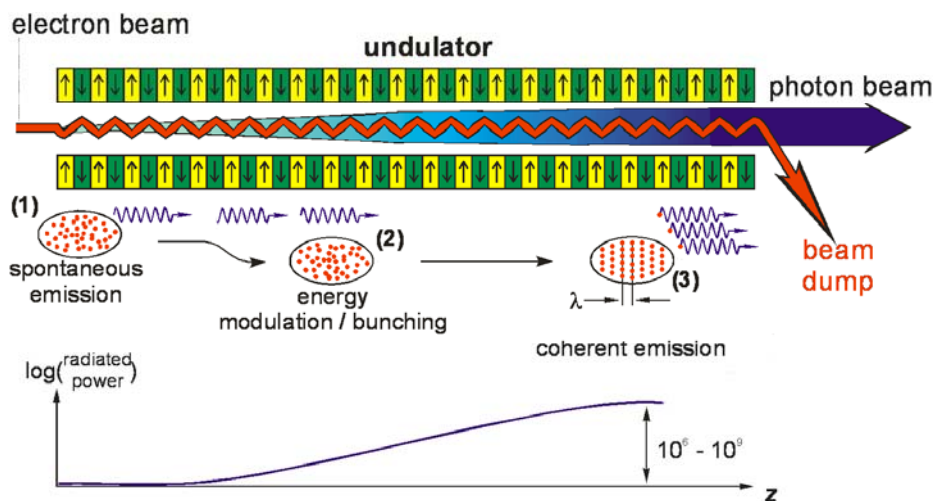 electron beam
undulator
photon beam
(1)
(2)
(3)
spontaneous
emission
energy
modulation / bunching
λ
beam
dump
coherent emission
log(radiated
power)
10⁶ - 10⁹
z